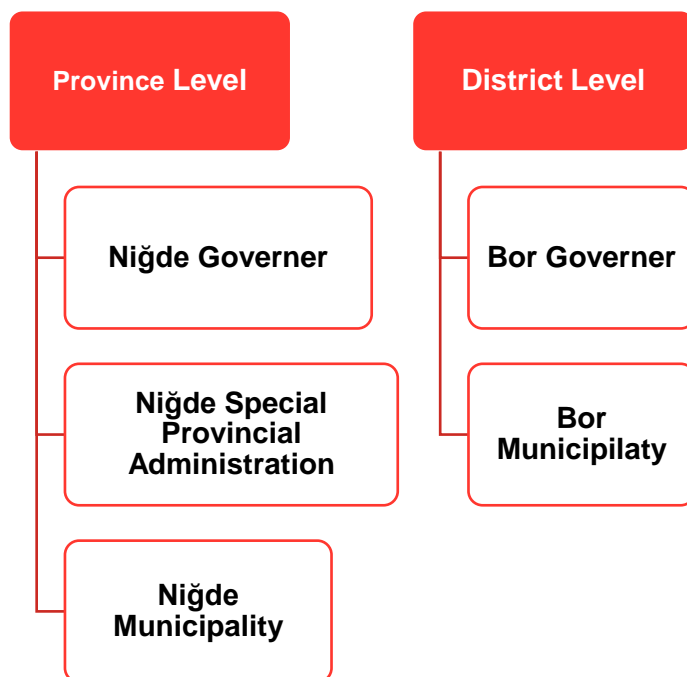 Province Level
Niğde Governer
Niğde Special
Provincial
Administration
Niğde
Municipality
District Level
Bor Governer
Bor
Municipilaty